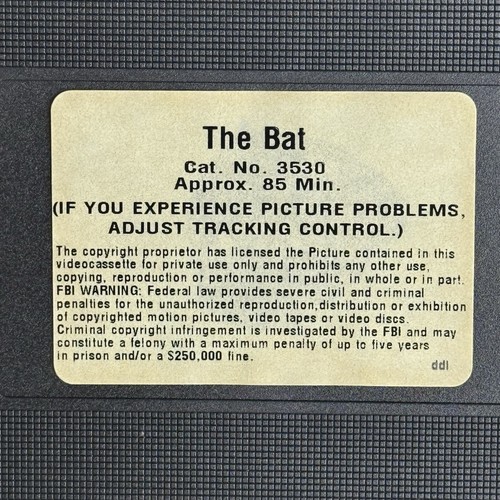 The Bat
Cat. No. 3530
Approx. 85 Min.
(IF YOU EXPERIENCE PICTURE PROBLEMS,
ADJUST TRACKING CONTROL.)
The copyright proprietor has licensed the Picture contained in this
videocassette for private use only and prohibits any other use,
copying, reproduction or performance in public, in whole or in part.
FBI WARNING: Federal law provides severe civil and criminal
penalties for the unauthorized reproduction,distribution or exhibition
of copyrighted motion pictures, video tapes or video discs.
Criminal copyright infringement is investigated by the FBI and may
constitute a felony with a maximum penalty of up to five years
in prison and/or a $250,000 fine.
ddl